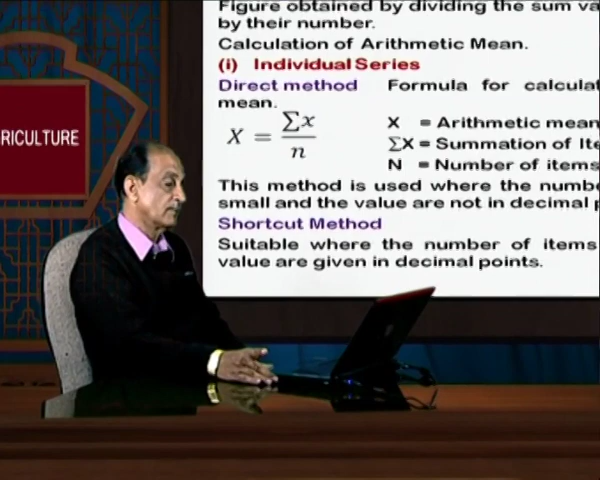 Figure obtained by dividing the sum va
by their number.
Calculation of Arithmetic Mean.
(i) Individual Series
Direct method Formula for calculat
mean.
X = ∑x / n
X = Arithmetic mean
∑X = Summation of Ite
N = Number of items
This method is used where the numbe
small and the value are not in decimal p
Shortcut Method
Suitable where the number of items
value are given in decimal points.
RICULTURE